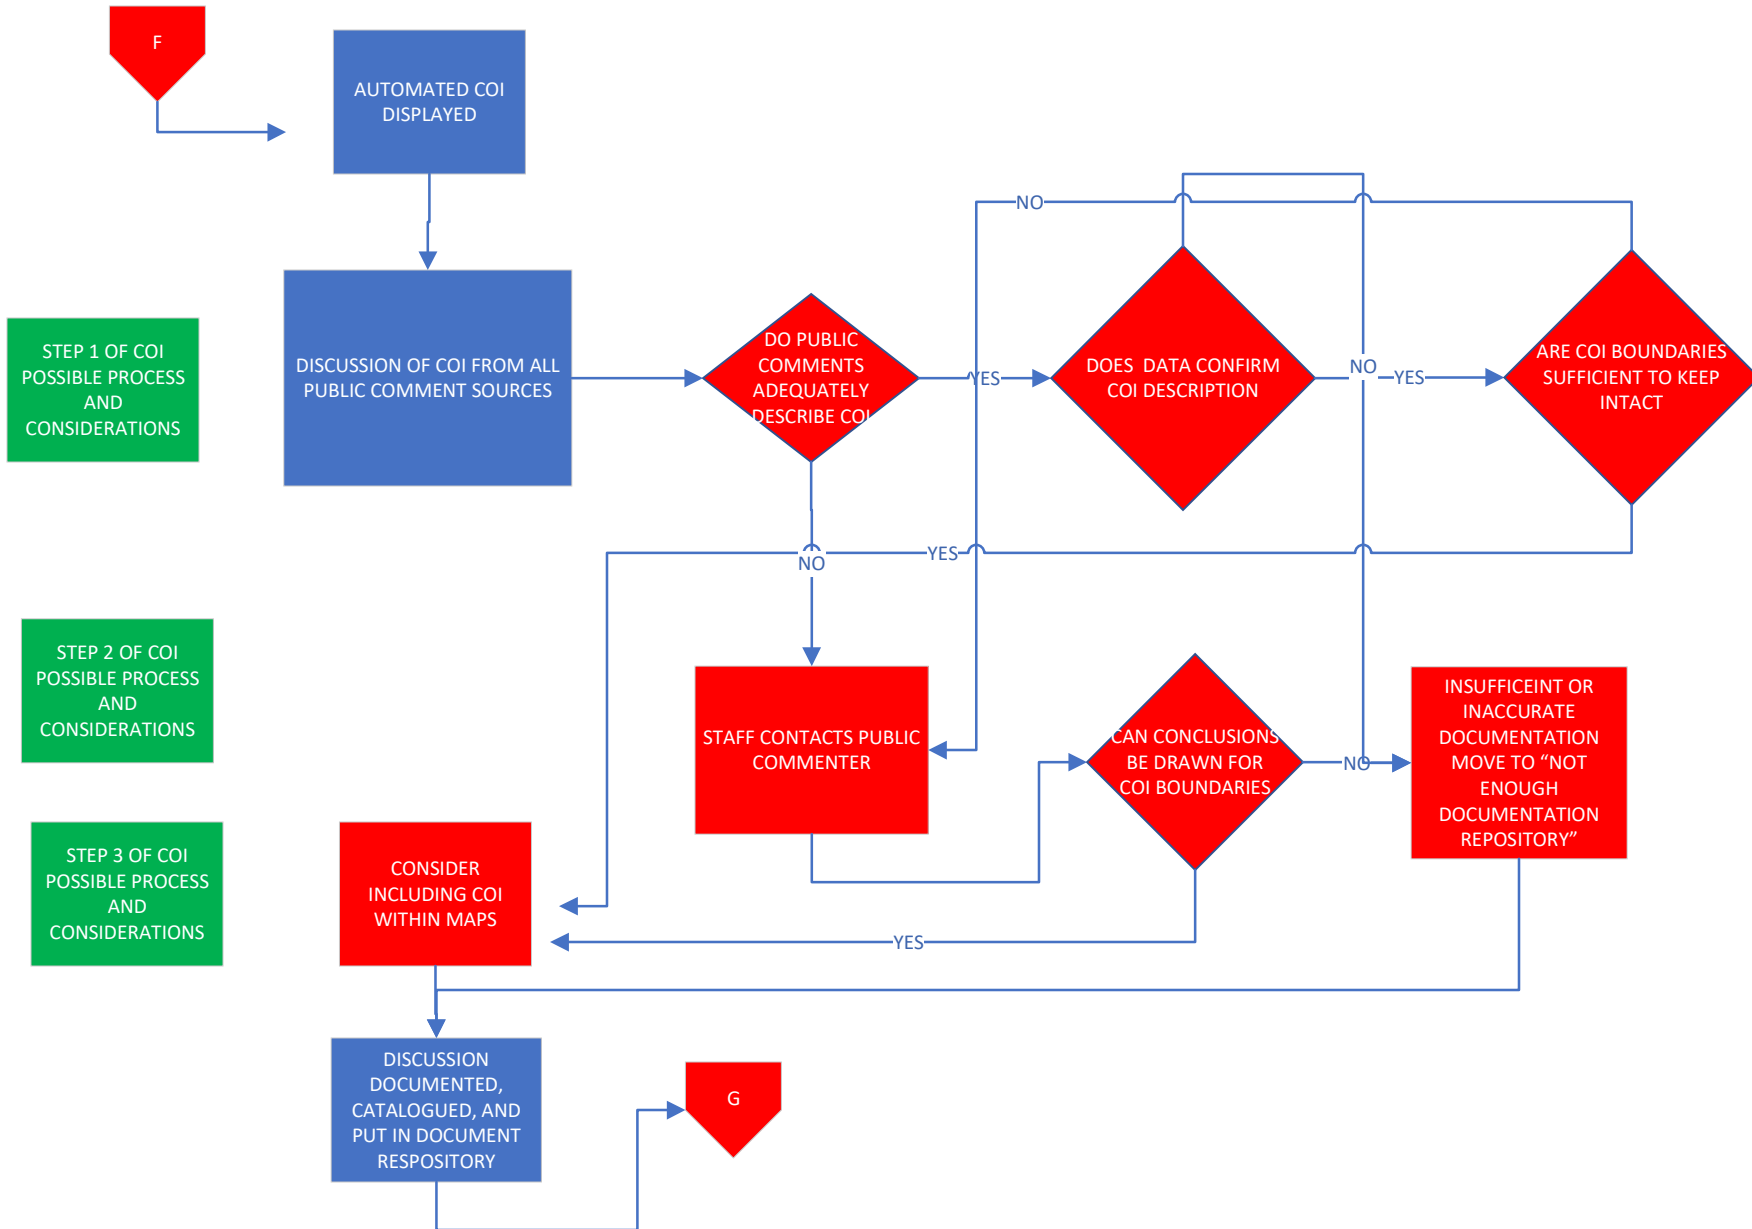 F
AUTOMATED COI
DISPLAYED
NO
STEP 1 OF COI
POSSIBLE PROCESS
AND
CONSIDERATIONS
DISCUSSION OF COI FROM ALL
PUBLIC COMMENT SOURCES
DO PUBLIC
COMMENTS
ADEQUATELY
DESCRIBE COI
YES
DOES DATA CONFIRM
COI DESCRIPTION
NO
YES
ARE COI BOUNDARIES
SUFFICIENT TO KEEP
INTACT
NO
YES
STEP 2 OF COI
POSSIBLE PROCESS
AND
CONSIDERATIONS
STAFF CONTACTS PUBLIC
COMMENTER
CAN CONCLUSIONS
BE DRAWN FOR
COI BOUNDARIES
NO
INSUFFICEINT OR
INACCURATE
DOCUMENTATION
MOVE TO “NOT
ENOUGH
DOCUMENTATION
REPOSITORY”
STEP 3 OF COI
POSSIBLE PROCESS
AND
CONSIDERATIONS
CONSIDER
INCLUDING COI
WITHIN MAPS
YES
DISCUSSION
DOCUMENTED,
CATALOGUED, AND
PUT IN DOCUMENT
RESPOSITORY
G